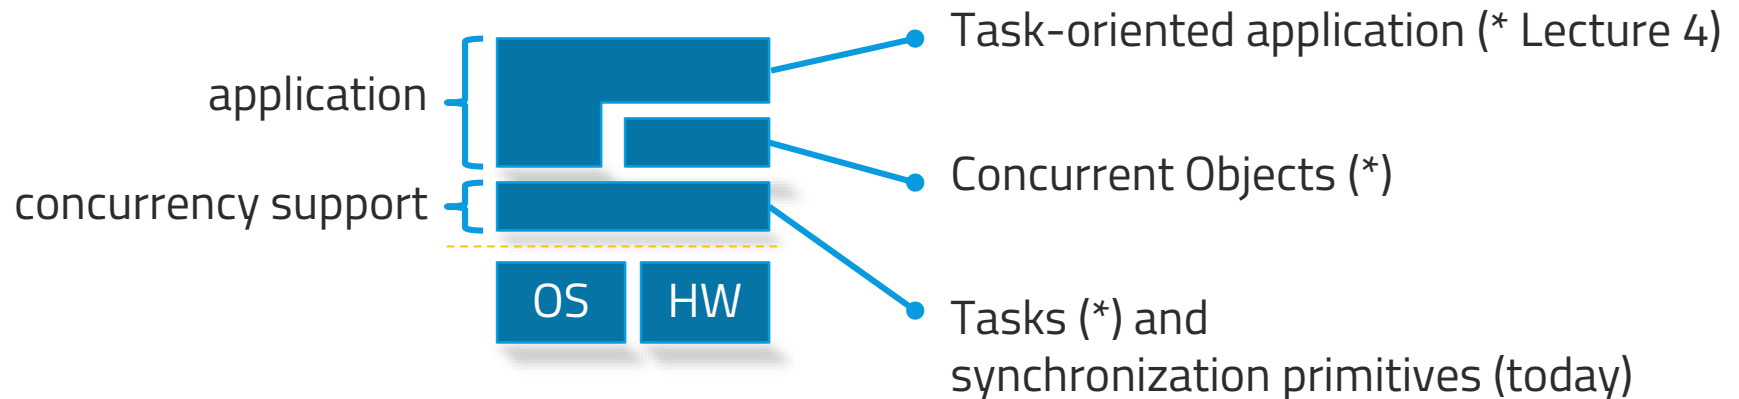 Task-oriented application (* Lecture 4)
application
Concurrent Objects (*)
concurrency support
OS
HW
Tasks (*) and
synchronization primitives (today)